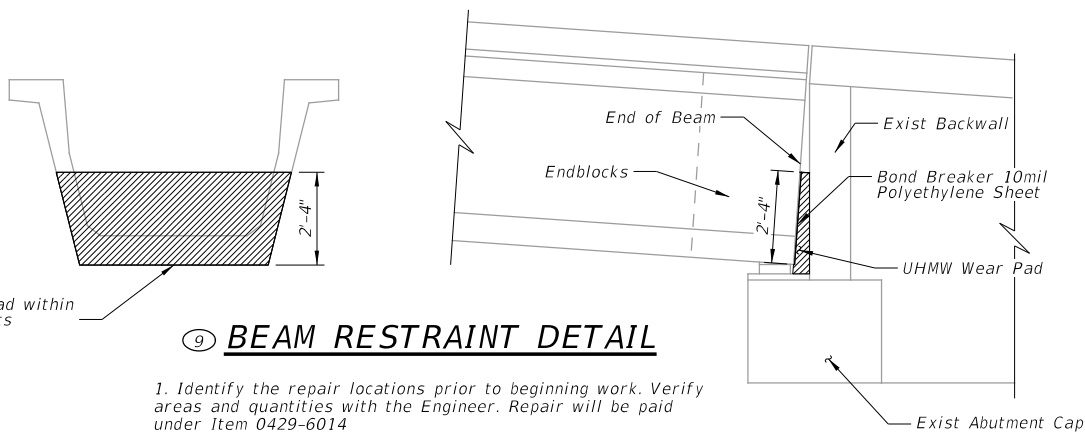 End of Beam
Exist Backwall
Endblocks
Bond Breaker 10mil
Polyethylene Sheet
2'-4"
2'-4"
UHMW Wear Pad
within
9 BEAM RESTRAINT DETAIL
1. Identify the repair locations prior to beginning work. Verify
areas and quantities with the Engineer. Repair will be paid
under Item 0429-6014
Exist Abutment Cap